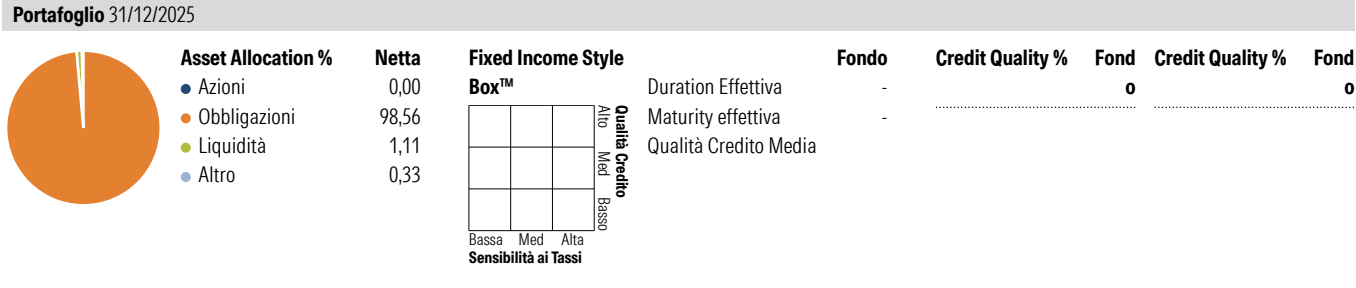 Portafoglio 31/12/2025
Asset Allocation % Netta
Azioni 0,00
Obbligazioni 98,56
Liquidità 1,11
Altro 0,33
Fixed Income Style
Box™
Alto Med Basso
Qualità Credito
Bassa Med Alta
Sensibilità ai Tassi
Fondo
Duration Effettiva -
Maturity effettiva -
Qualità Credito Media
Credit Quality % Fond
o
Credit Quality % Fond
o